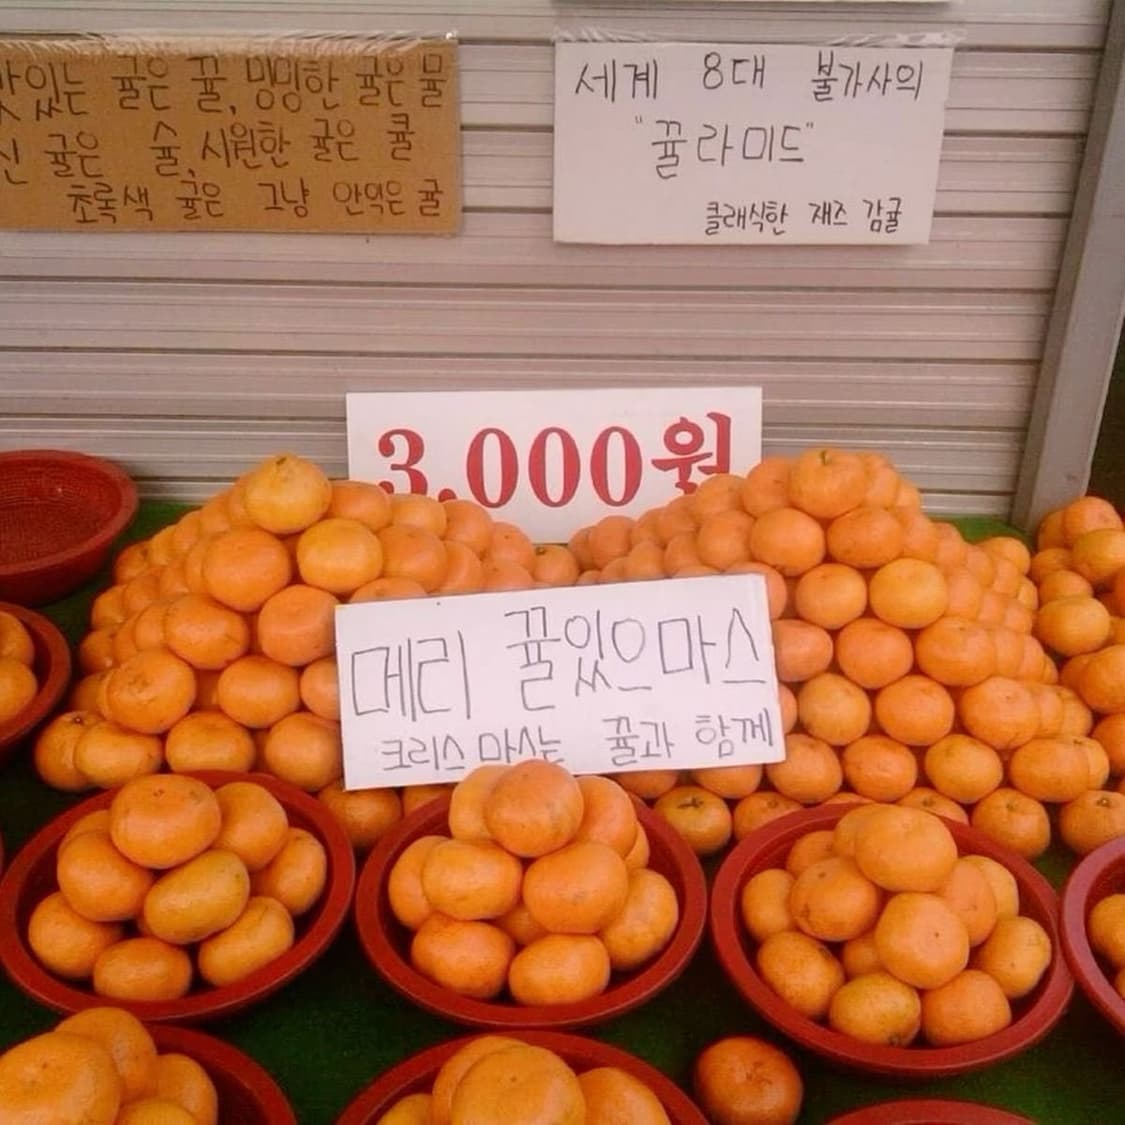 맛있는 귤은 꿀, 밍밍한 귤은 물
신 귤은 술, 시원한 귤은 쿨
초록색 귤은 그냥 안익은 귤
세계 8대 불가사의
"뀰라미드"
클래식한 재즈 감귤
3,000원
메리 뀰있으마스
크리스마스는 귤과 함께